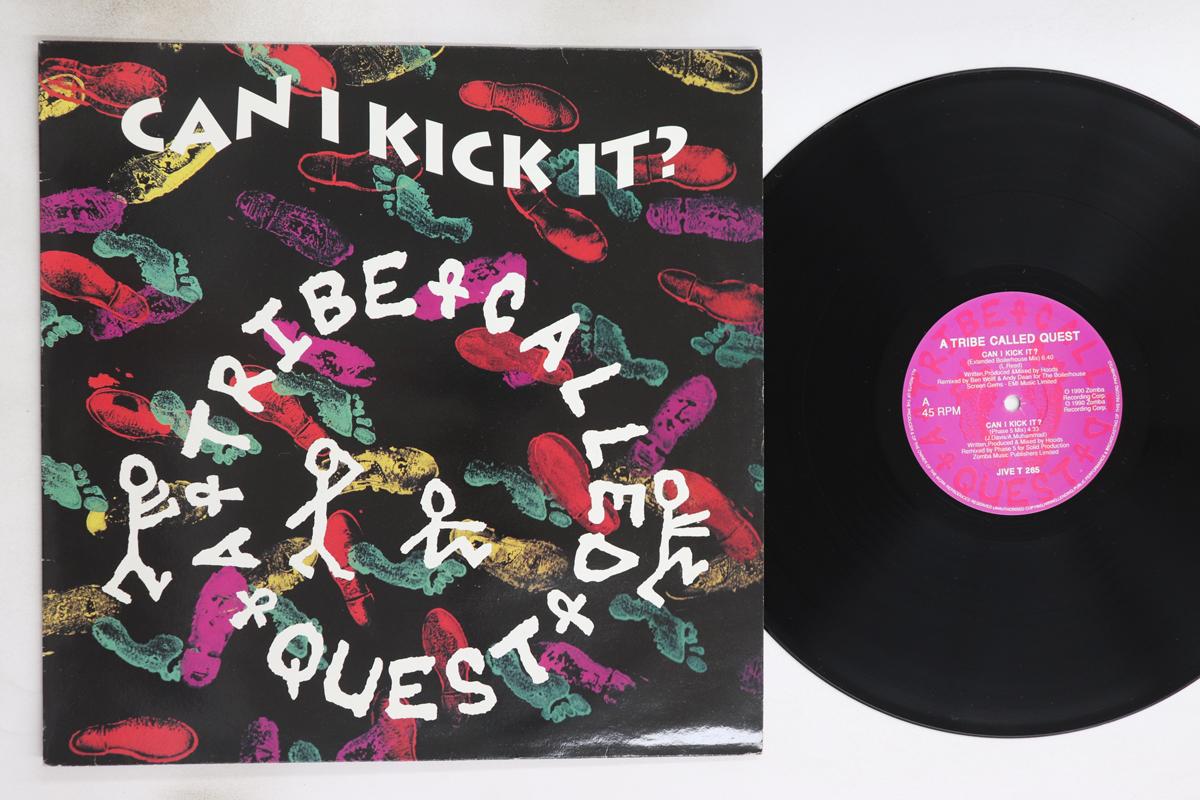 CAN I KICK IT?
A TRIBE CALLED QUEST
A TRIBE CALLED QUEST
A TRIBE CALLED QUEST
CAN I KICK IT?
(Extended Boilerhouse Mix) 6.40
(L.Reed)
Written, Produced & Mixed by Hoods
Remixed by Ben Wolff & Andy Dean for The Boilerhouse
Screen Gems - EMI Music Limited
A
45 RPM
℗ 1990 Zomba
Recording Corp.
© 1990 Zomba
Recording Corp.
CAN I KICK IT?
(Phase 5 Mix) 4.33
(J.Davis/A.Muhammad)
Written, Produced & Mixed by Hoods
Remixed by Phase 5 for Solid Production
Zomba Music Publishers Limited
JIVE T 265